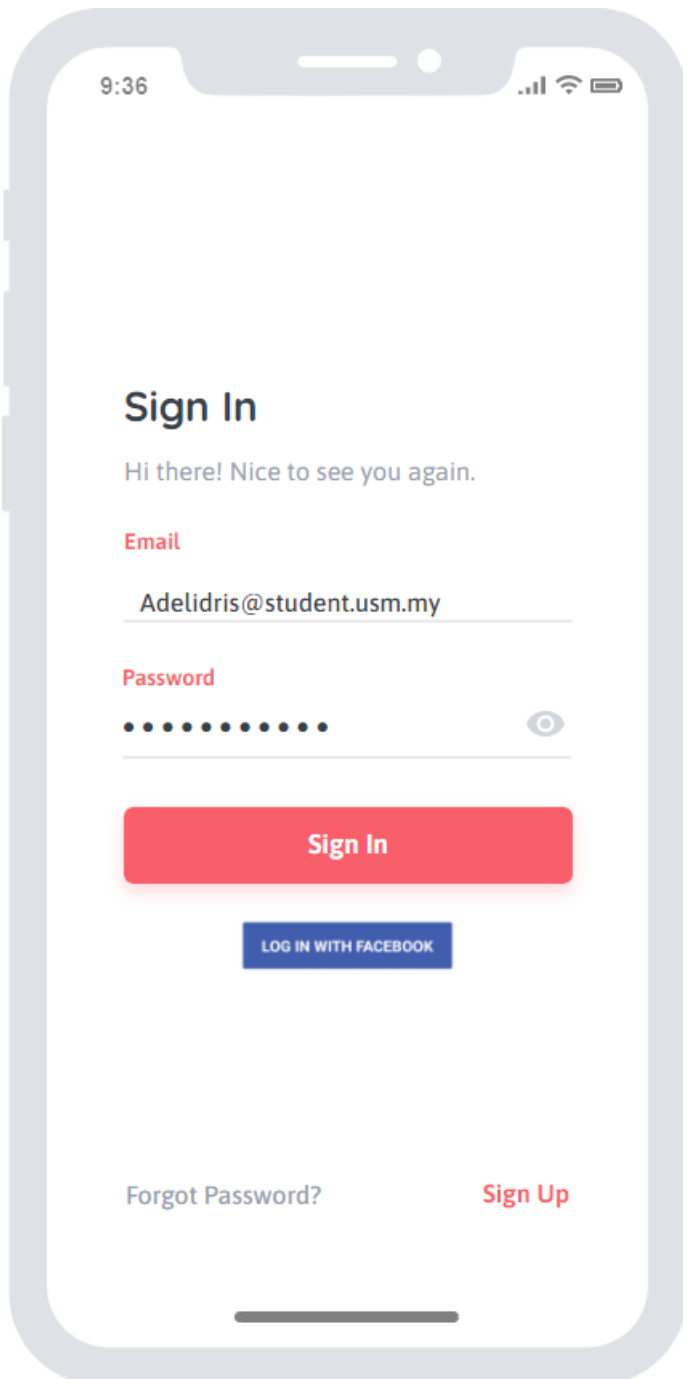 9:36
Sign In
Hi there! Nice to see you again.
Email
Adelidris@student.usm.my
Password
•••••••••••
Sign In
LOG IN WITH FACEBOOK
Forgot Password? Sign Up